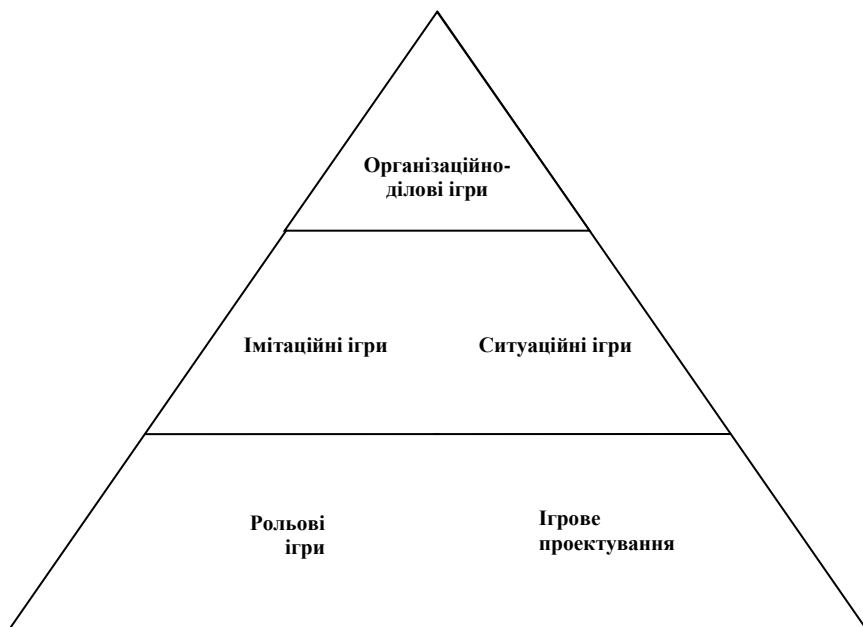 Організаційно-
ділові ігри
Імітаційні ігри
Ситуаційні ігри
Рольові
ігри
Ігрове
проектування